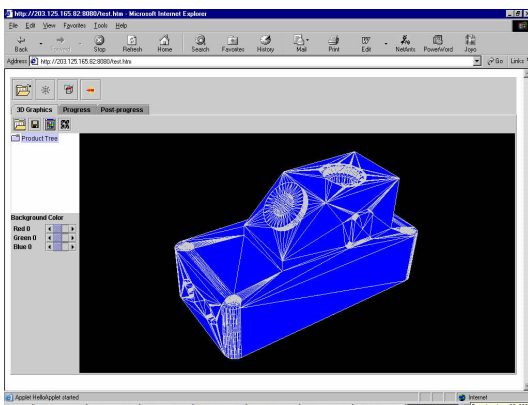 http://203.125.165.82:8080/test.htm - Microsoft Internet Explorer
File Edit View Favorites Tools Help
Back Forward Stop Refresh Home Search Favorites History Mail Print Edit NetAnts PowerWord Joyo
Address http://203.125.165.82:8080/test.htm Go Links
3D Graphics Progress Post-progress
Product Tree
Background Color
Red 0
Green 0
Blue 0
Applet HelloApplet started Internet